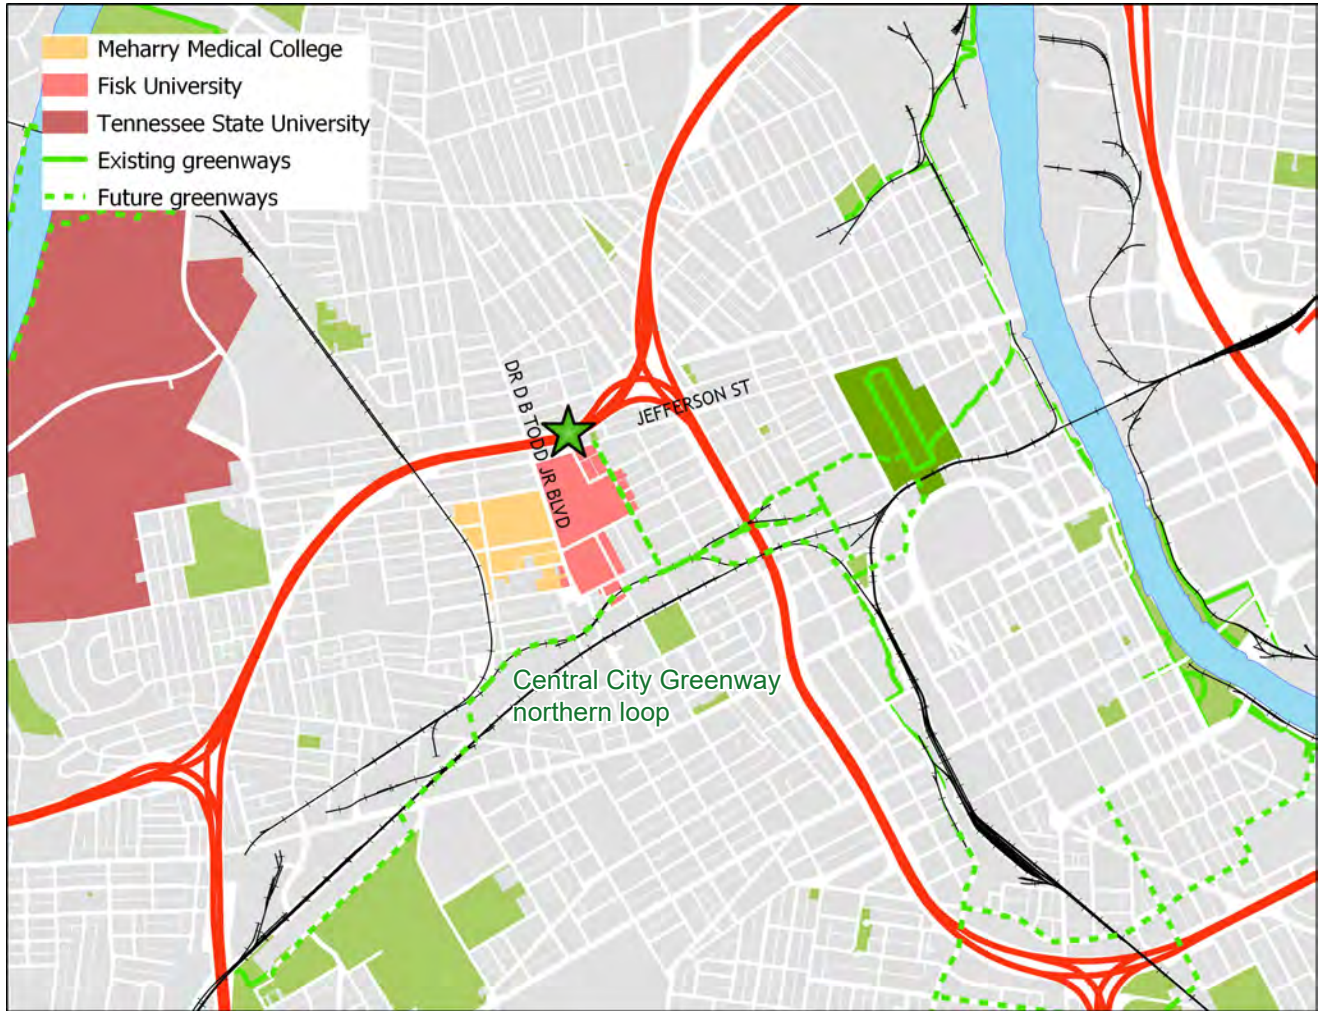 Meharry Medical College
Fisk University
Tennessee State University
Existing greenways
Future greenways
DR D B TODD JR BLVD
JEFFERSON ST
Central City Greenway
northern loop